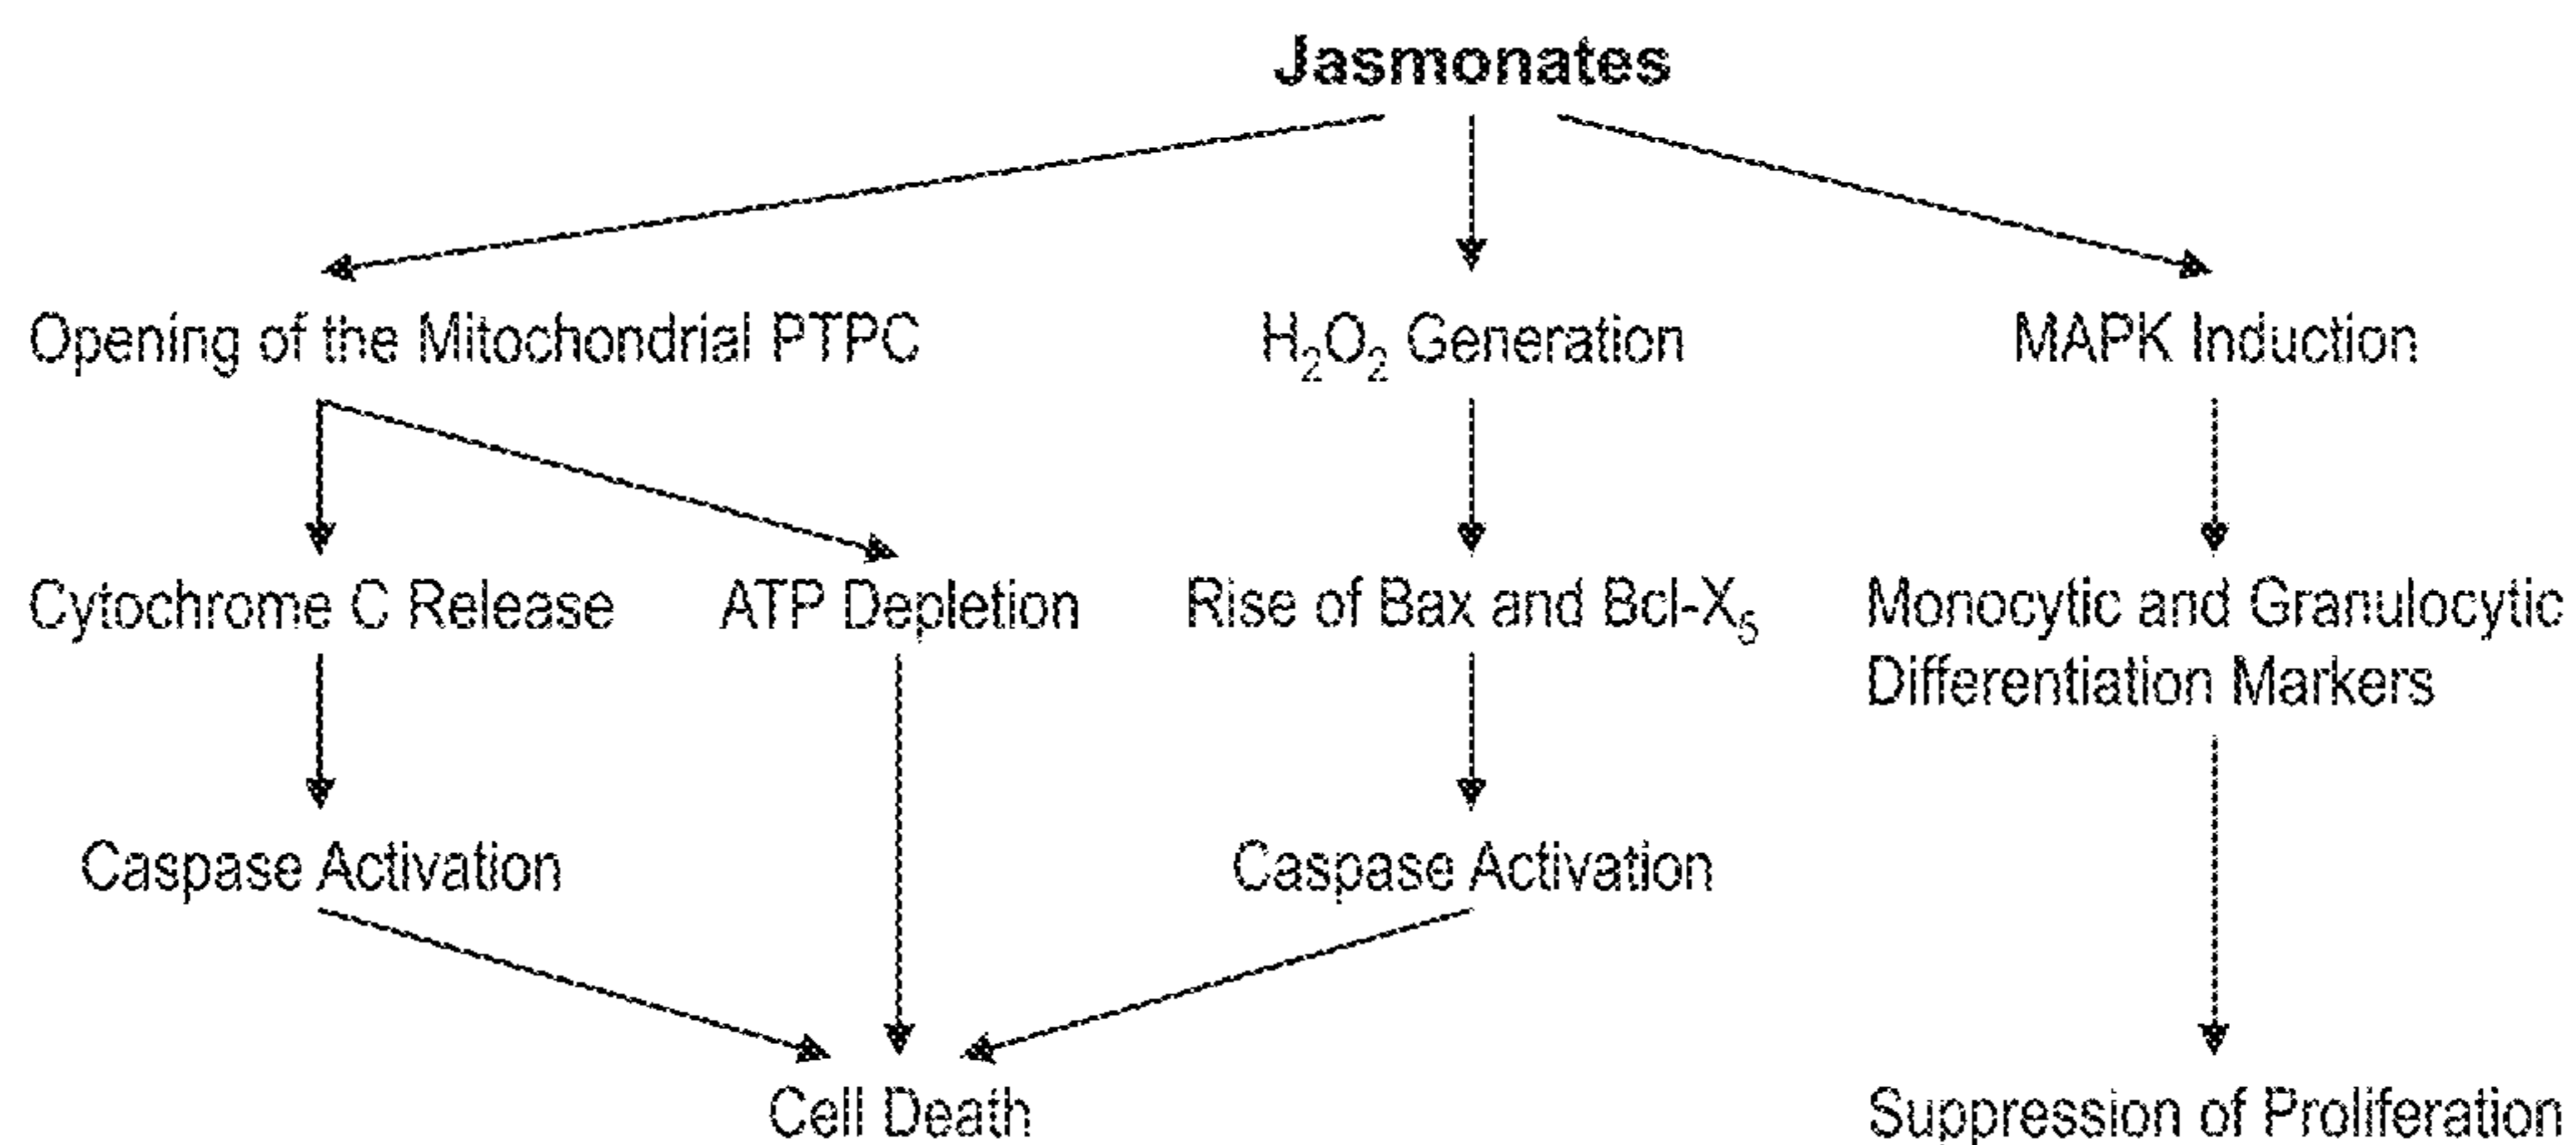 Jasmonates
Opening of the Mitochondrial PTPC
H₂O₂ Generation
MAPK Induction
Cytochrome C Release
ATP Depletion
Rise of Bax and Bcl-X₅
Monocytic and Granulocytic
Differentiation Markers
Caspase Activation
Caspase Activation
Cell Death
Suppression of Proliferation